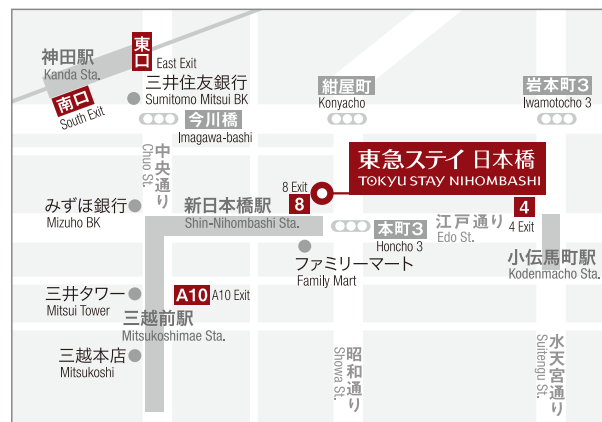 神田駅
Kanda Sta.
東口
East Exit
南口
South Exit
三井住友銀行
Sumitomo Mitsui BK
今川橋
Imagawa-bashi
紺屋町
Konyacho
岩本町3
Iwamotocho 3
中央通り
Chuo St.
東急ステイ 日本橋
TOKYU STAY NIHOMBASHI
みずほ銀行
Mizuho BK
新日本橋駅
Shin-Nihombashi Sta.
8 Exit
8
本町3
Honcho 3
江戸通り
Edo St.
4
4 Exit
小伝馬町駅
Kodenmacho Sta.
ファミリーマート
Family Mart
三井タワー
Mitsui Tower
A10
A10 Exit
三越前駅
Mitsukoshimae Sta.
三越本店
Mitsukoshi
昭和通り
Showa St.
水天宮通り
Suitengu St.